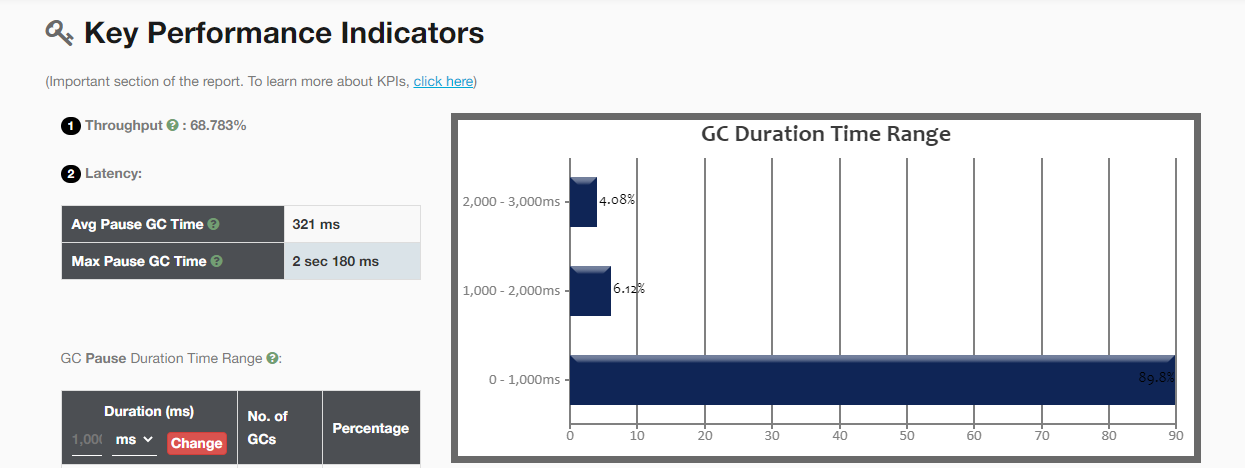 Key Performance Indicators
(Important section of the report. To learn more about KPIs, click here)
1 Throughput ? : 68.783%
2 Latency:
Avg Pause GC Time ? 321 ms
Max Pause GC Time ? 2 sec 180 ms
GC Pause Duration Time Range ?:
Duration (ms)
1,00
ms
Change
No. of
GCs
Percentage
GC Duration Time Range
2,000 - 3,000ms
4.08%
1,000 - 2,000ms
6.12%
0 - 1,000ms
89.8%
0 10 20 30 40 50 60 70 80 90